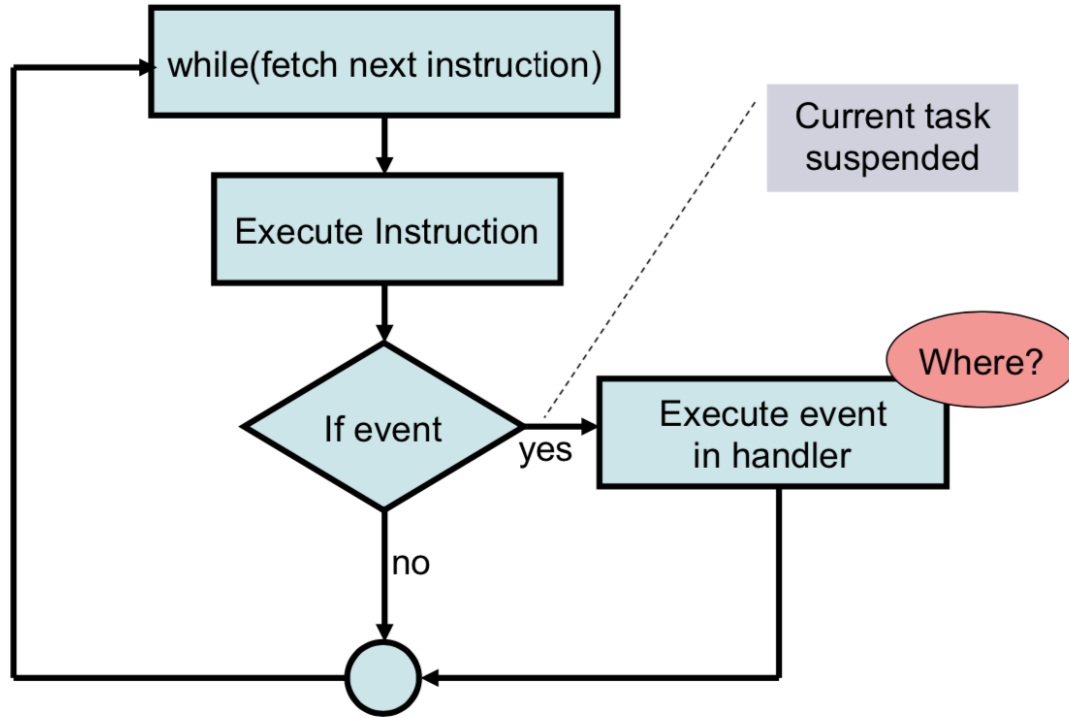 while(fetch next instruction)
Current task
suspended
Execute Instruction
Where?
If event
yes
Execute event
in handler
no